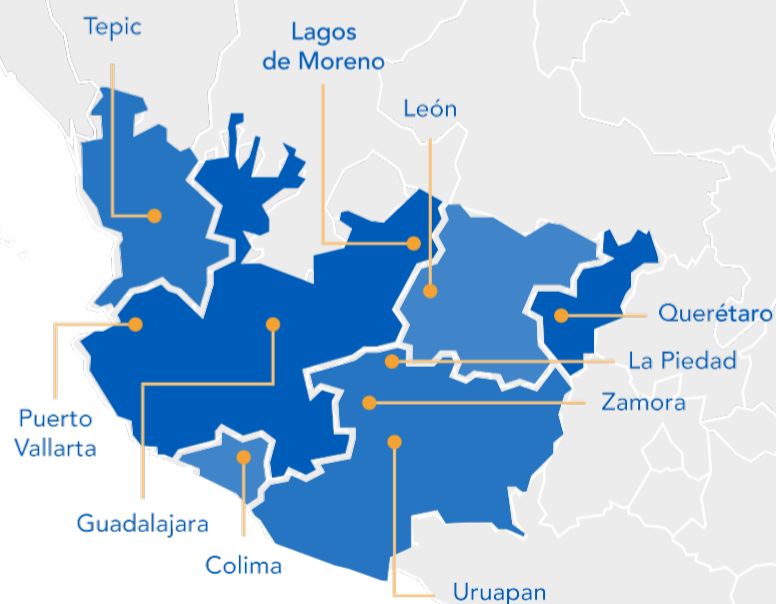 Tepic
Lagos
de Moreno
León
Querétaro
La Piedad
Zamora
Puerto
Vallarta
Guadalajara
Colima
Uruapan